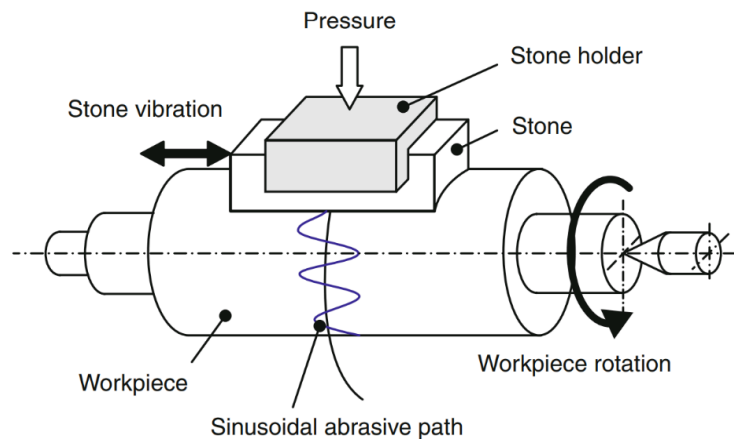 Pressure
Stone holder
Stone vibration
Stone
Workpiece rotation
Workpiece
Sinusoidal abrasive path